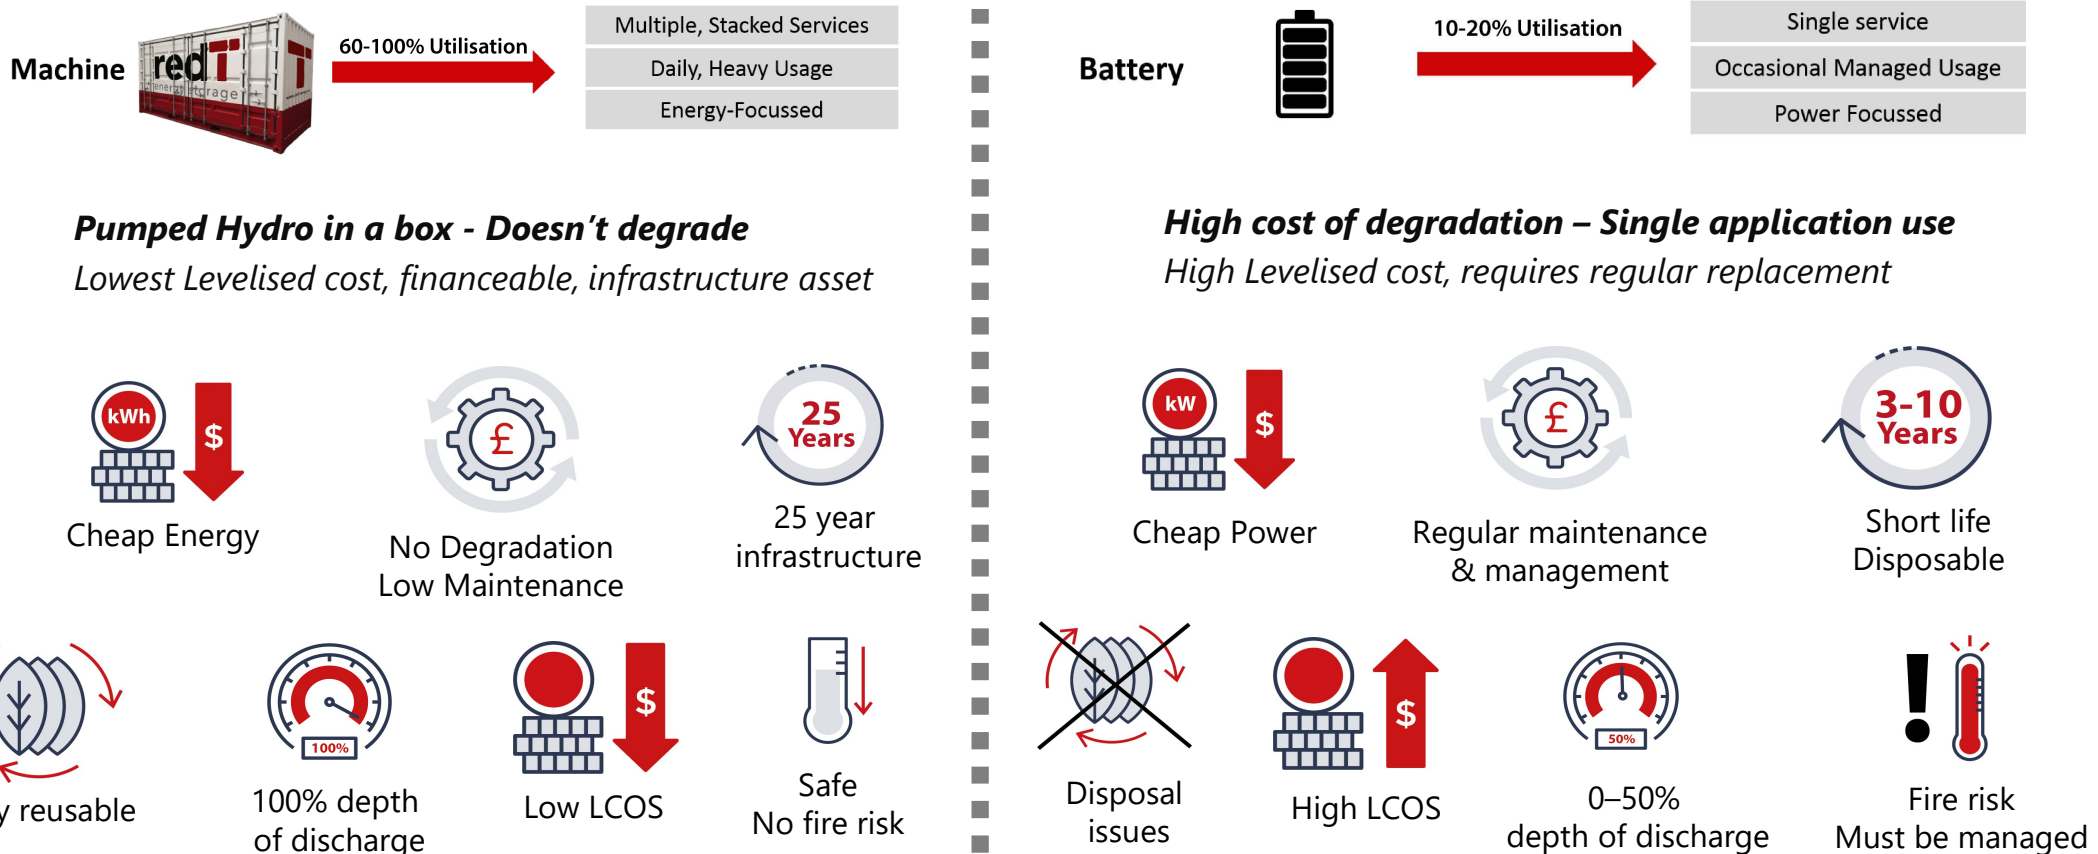 Machine
redT
energy storage
60-100% Utilisation
Multiple, Stacked Services
Daily, Heavy Usage
Energy-Focussed
Pumped Hydro in a box - Doesn't degrade
Lowest Levelised cost, financeable, infrastructure asset
kWh
$
Cheap Energy
£
No Degradation
Low Maintenance
25
Years
25 year
infrastructure
reusable
100%
100% depth
of discharge
$
Low LCOS
Safe
No fire risk
Battery
10-20% Utilisation
Single service
Occasional Managed Usage
Power Focussed
High cost of degradation – Single application use
High Levelised cost, requires regular replacement
kW
$
Cheap Power
£
Regular maintenance
& management
3-10
Years
Short life
Disposable
Disposal
issues
$
High LCOS
50%
0–50%
depth of discharge
!
Fire risk
Must be managed